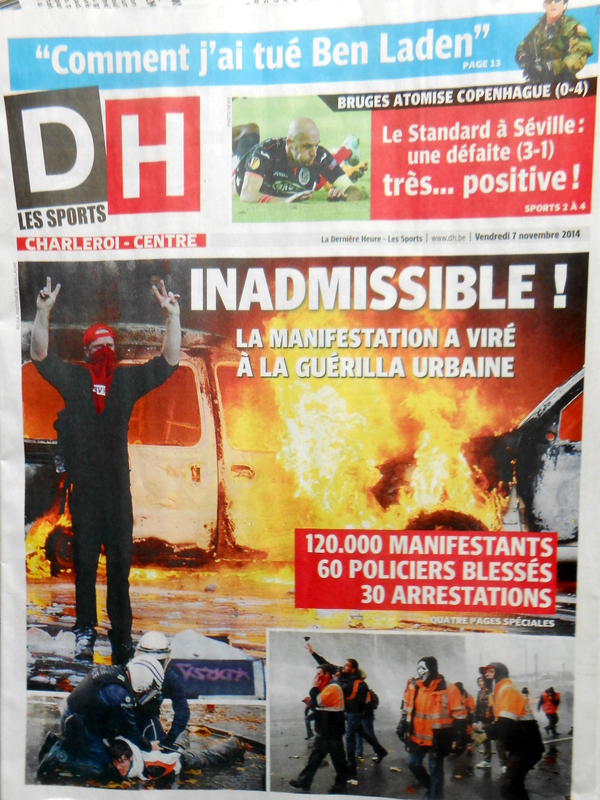 “Comment j’ai tué Ben Laden”
PAGE 13
DH
LES SPORTS
CHARLEROI - CENTRE
BRUGES ATOMISE COPENHAGUE (0-4)
Le Standard à Séville :
une défaite (3-1)
très... positive !
SPORTS 2 À 4
La Dernière Heure - Les Sports | www.dh.be | Vendredi 7 novembre 2014
INADMISSIBLE !
LA MANIFESTATION A VIRÉ
À LA GUÉRILLA URBAINE
120.000 MANIFESTANTS
60 POLICIERS BLESSÉS
30 ARRESTATIONS
QUATRE PAGES SPÉCIALES